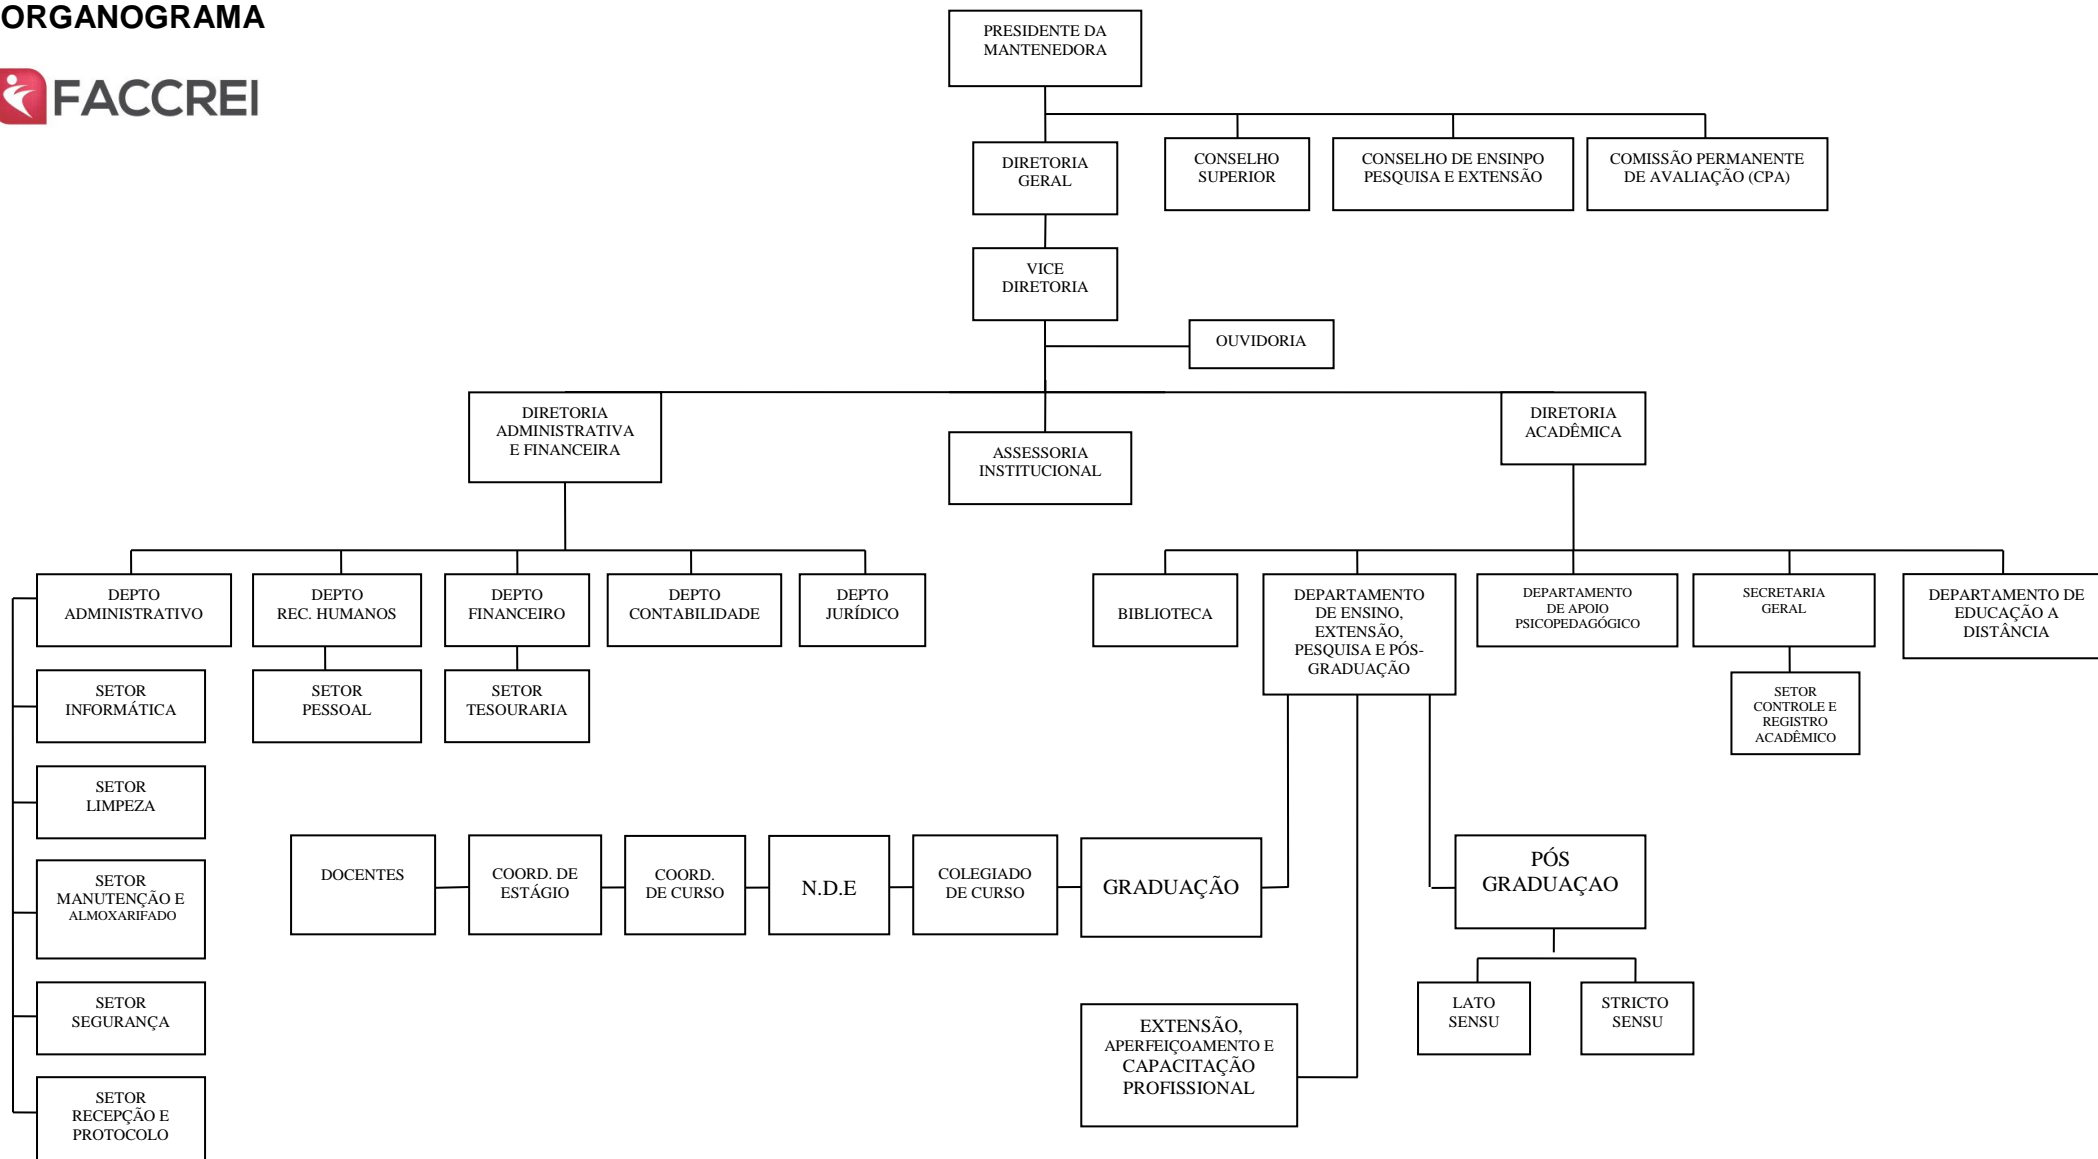 ORGANOGRAMA
FACCREI
PRESIDENTE DA
MANTENEDORA
DIRETORIA
GERAL
CONSELHO
SUPERIOR
CONSELHO DE ENSINPO
PESQUISA E EXTENSÃO
COMISSÃO PERMANENTE
DE AVALIAÇÃO (CPA)
VICE
DIRETORIA
OUVIDORIA
DIRETORIA
ADMINISTRATIVA
E FINANCEIRA
ASSESSORIA
INSTITUCIONAL
DIRETORIA
ACADÊMICA
DEPTO
ADMINISTRATIVO
DEPTO
REC. HUMANOS
DEPTO
FINANCEIRO
DEPTO
CONTABILIDADE
DEPTO
JURÍDICO
BIBLIOTECA
DEPARTAMENTO
DE ENSINO,
EXTENSÃO,
PESQUISA E PÓS-
GRADUAÇÃO
DEPARTAMENTO
DE APOIO
PSICOPEDAGÓGICO
SECRETARIA
GERAL
DEPARTAMENTO DE
EDUCAÇÃO A
DISTÂNCIA
SETOR
INFORMÁTICA
SETOR
PESSOAL
SETOR
TESOURARIA
SETOR
CONTROLE E
REGISTRO
ACADÊMICO
SETOR
LIMPEZA
SETOR
MANUTENÇÃO E
ALMOXARIFADO
DOCENTES
COORD. DE
ESTÁGIO
COORD.
DE CURSO
N.D.E
COLEGIADO
DE CURSO
GRADUAÇÃO
PÓS
GRADUAÇAO
SETOR
SEGURANÇA
EXTENSÃO,
APERFEIÇOAMENTO E
CAPACITAÇÃO
PROFISSIONAL
LATO
SENSU
STRICTO
SENSU
SETOR
RECEPÇÃO E
PROTOCOLO